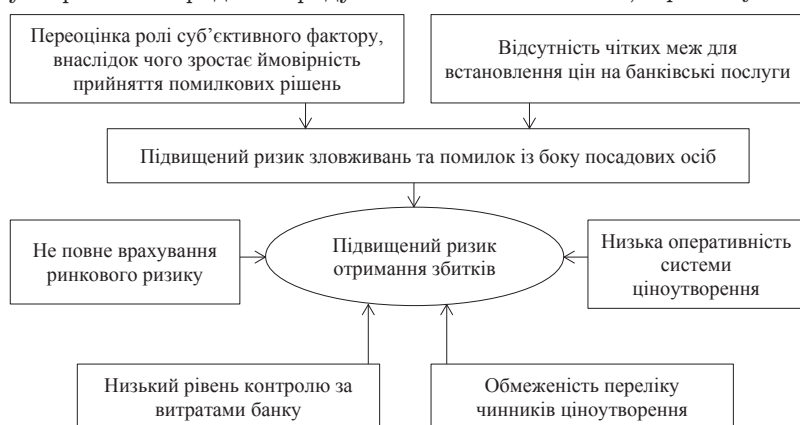 Переоцінка ролі суб’єктивного фактору,
внаслідок чого зростає ймовірність
прийняття помилкових рішень
Відсутність чітких меж для
встановлення цін на банківські послуги
Підвищений ризик зловживань та помилок із боку посадових осіб
Не повне врахування
ринкового ризику
Підвищений ризик
отримання збитків
Низька оперативність
системи
ціноутворення
Низький рівень контролю за
витратами банку
Обмеженість переліку
чинників ціноутворення